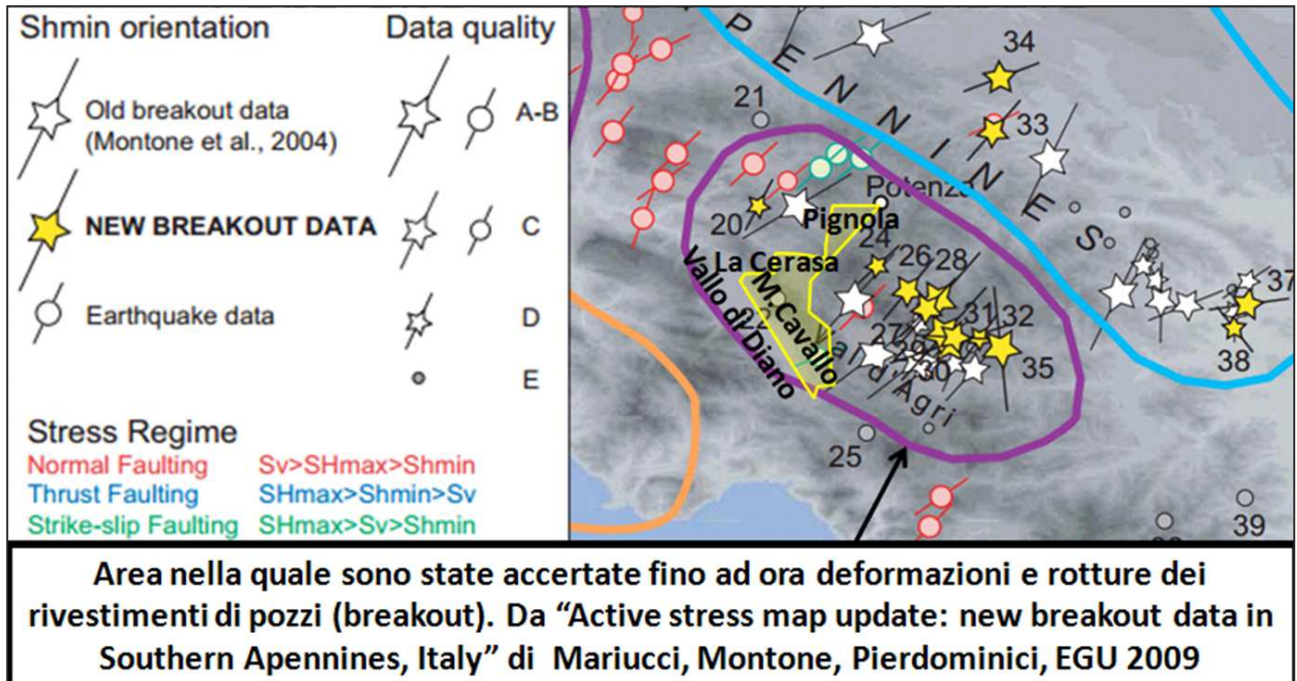 Shmin orientation
Data quality
Old breakout data
(Montone et al., 2004)
A-B
NEW BREAKOUT DATA
C
Earthquake data
D
E
Stress Regime
Normal Faulting Sv>SHmax>Shmin
Thrust Faulting SHmax>Shmin>Sv
Strike-slip Faulting SHmax>Sv>Shmin
P E N N I N E S
34
21
33
Potenza
20
Pignola
24
La Cerasa
26 28
37
M.Cavallo
Vallo di Diano
31 32
27
30
35
38
d'Agri
25
39
Area nella quale sono state accertate fino ad ora deformazioni e rotture dei
rivestimenti di pozzi (breakout). Da “Active stress map update: new breakout data in
Southern Apennines, Italy” di Mariucci, Montone, Pierdominici, EGU 2009